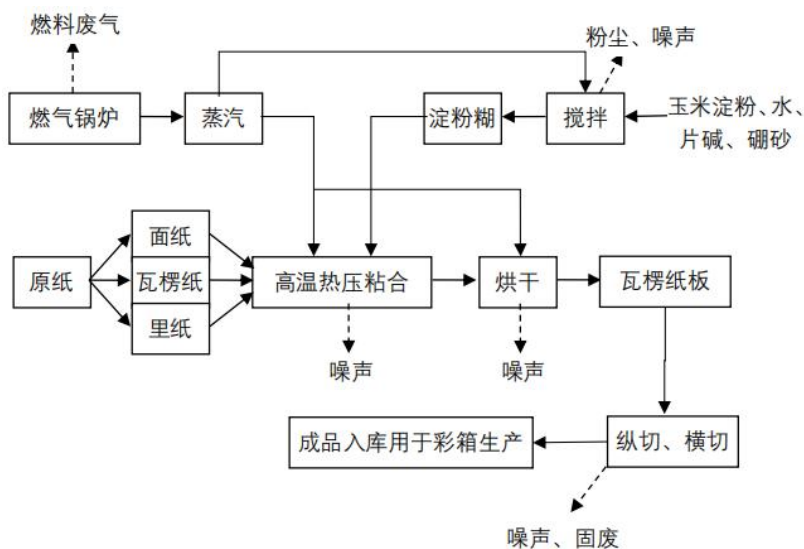 燃料废气
粉尘、噪声
燃气锅炉
蒸汽
淀粉糊
搅拌
玉米淀粉、水、
片碱、硼砂
原纸
面纸
瓦楞纸
里纸
高温热压粘合
烘干
瓦楞纸板
噪声
噪声
成品入库用于彩箱生产
纵切、横切
噪声、固废